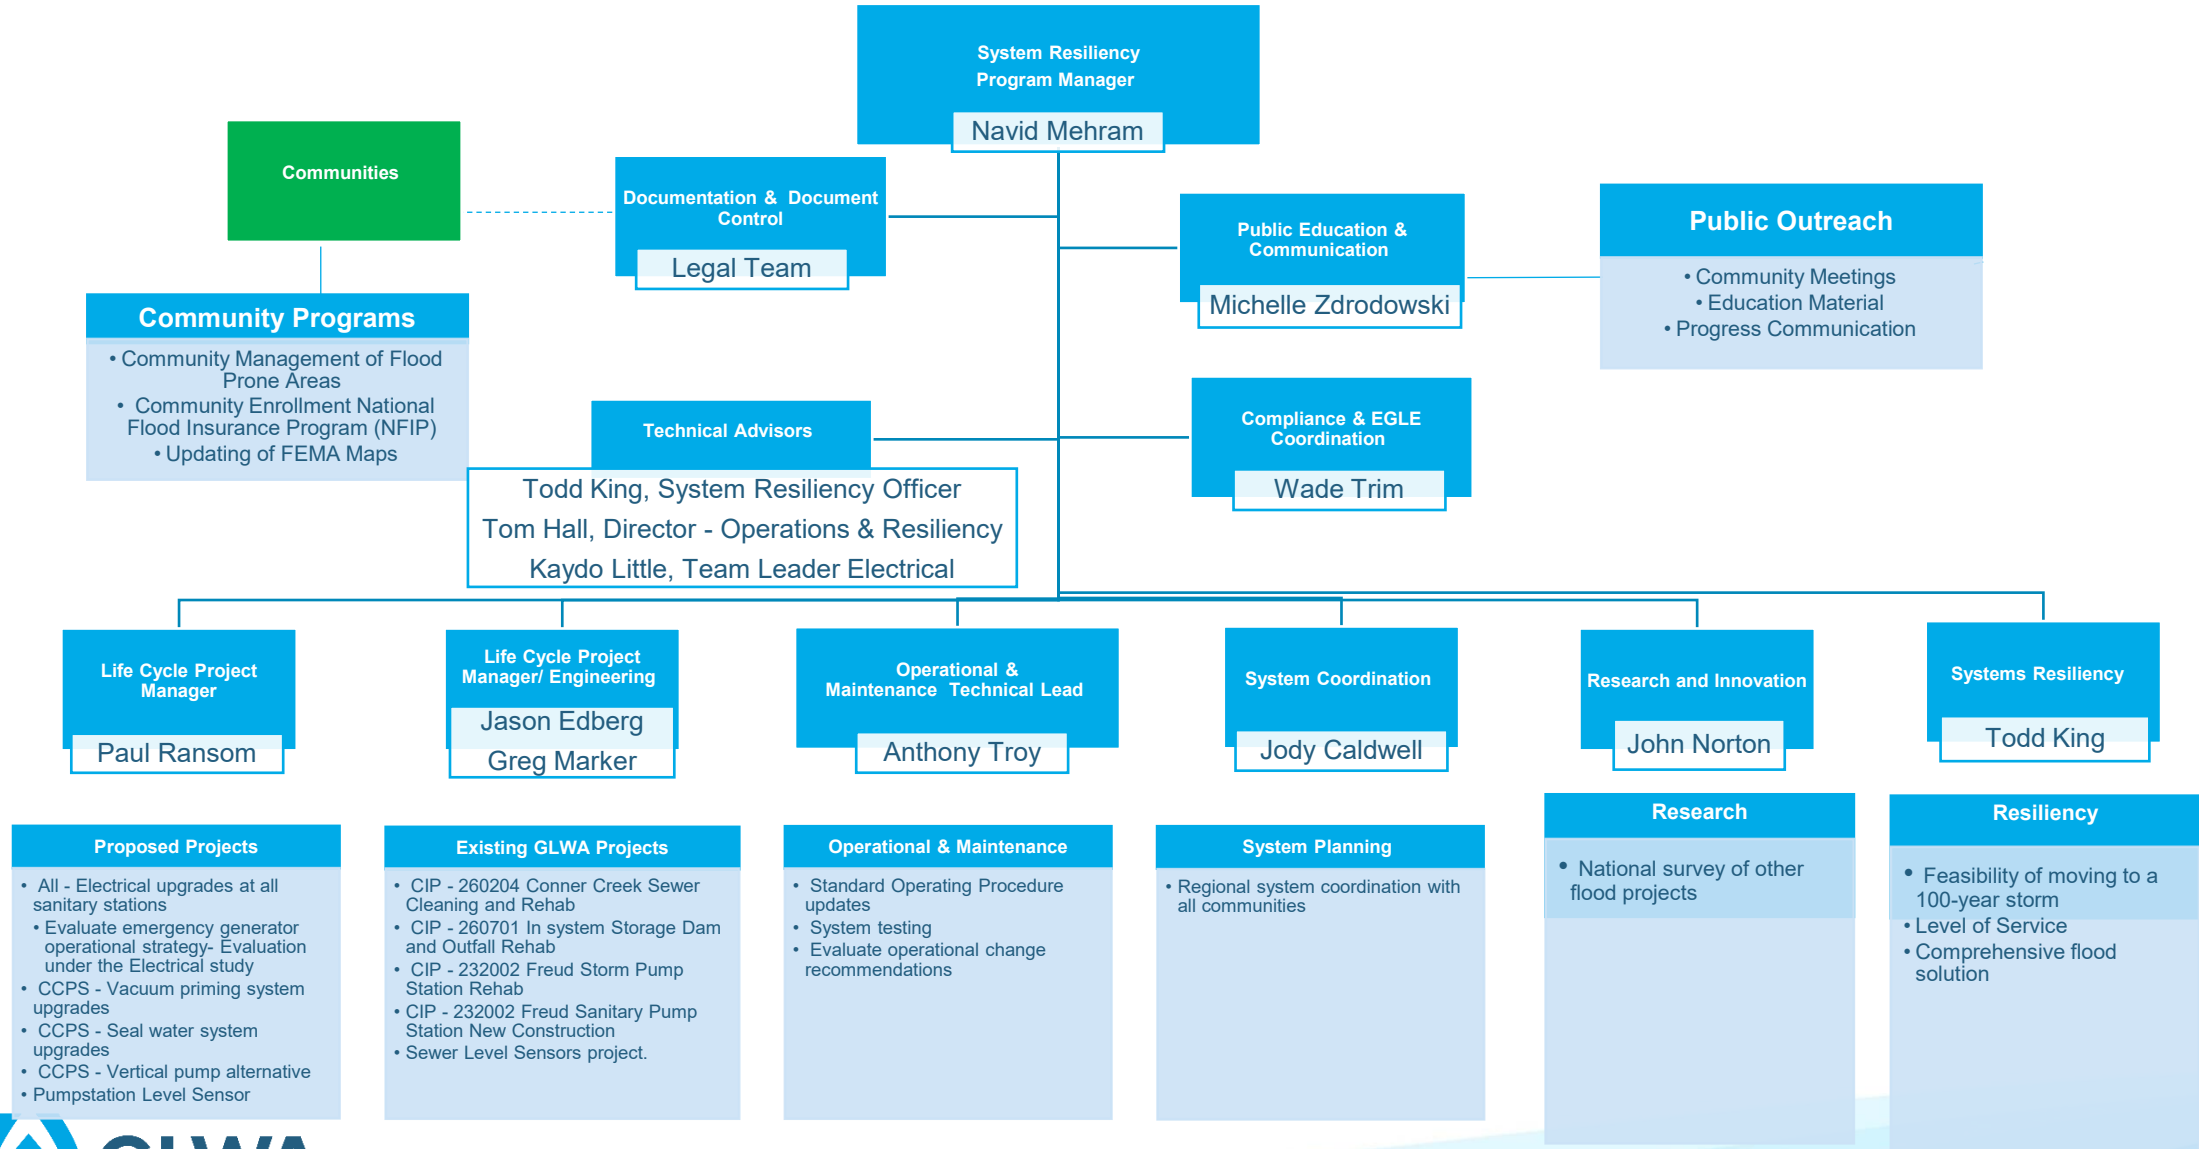 System Resiliency
Program Manager
Navid Mehram
Communities
Documentation & Document
Control
Legal Team
Public Education &
Communication
Michelle Zdrodowski
Public Outreach
• Community Meetings
• Education Material
• Progress Communication
Community Programs
• Community Management of Flood
Prone Areas
• Community Enrollment National
Flood Insurance Program (NFIP)
• Updating of FEMA Maps
Technical Advisors
Todd King, System Resiliency Officer
Tom Hall, Director - Operations & Resiliency
Kaydo Little, Team Leader Electrical
Compliance & EGLE
Coordination
Wade Trim
Life Cycle Project
Manager
Paul Ransom
Life Cycle Project
Manager/ Engineering
Jason Edberg
Greg Marker
Operational &
Maintenance Technical Lead
Anthony Troy
System Coordination
Jody Caldwell
Research and Innovation
John Norton
Systems Resiliency
Todd King
Proposed Projects
• All - Electrical upgrades at all
sanitary stations
• Evaluate emergency generator
operational strategy- Evaluation
under the Electrical study
• CCPS - Vacuum priming system
upgrades
• CCPS - Seal water system
upgrades
• CCPS - Vertical pump alternative
• Pumpstation Level Sensor
Existing GLWA Projects
• CIP - 260204 Conner Creek Sewer
Cleaning and Rehab
• CIP - 260701 In system Storage Dam
and Outfall Rehab
• CIP - 232002 Freud Storm Pump
Station Rehab
• CIP - 232002 Freud Sanitary Pump
Station New Construction
• Sewer Level Sensors project.
Operational & Maintenance
• Standard Operating Procedure
updates
• System testing
• Evaluate operational change
recommendations
System Planning
• Regional system coordination with
all communities
Research
• National survey of other
flood projects
Resiliency
• Feasibility of moving to a
100-year storm
• Level of Service
• Comprehensive flood
solution
GLWA